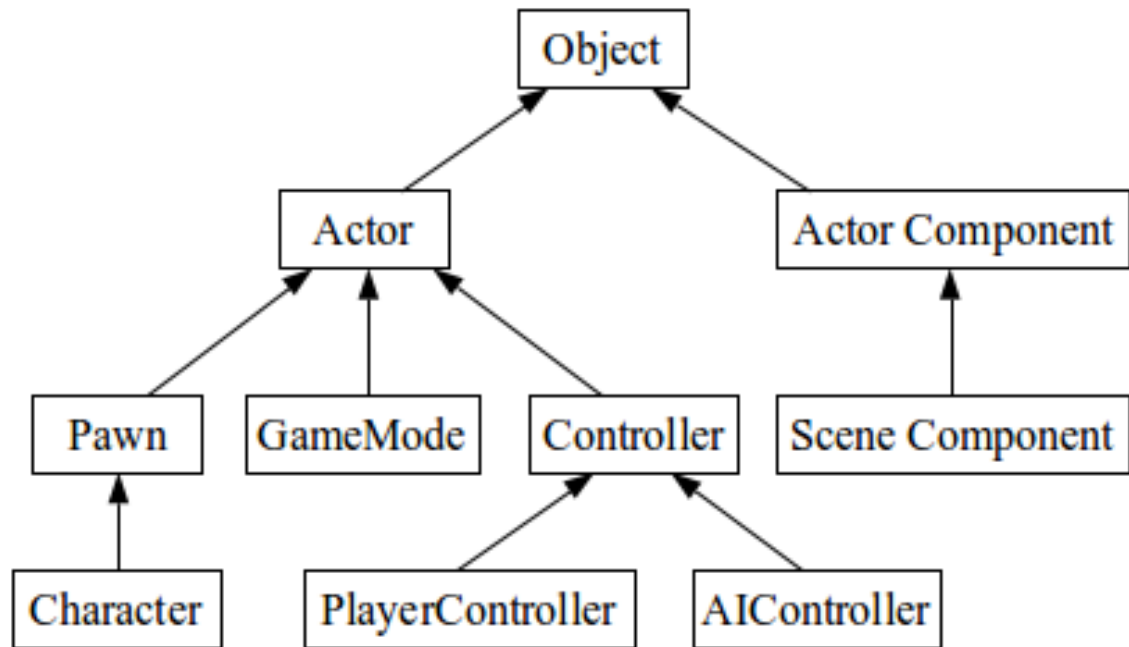 Object
Actor
Actor Component
Pawn
GameMode
Controller
Scene Component
Character
PlayerController
AIController